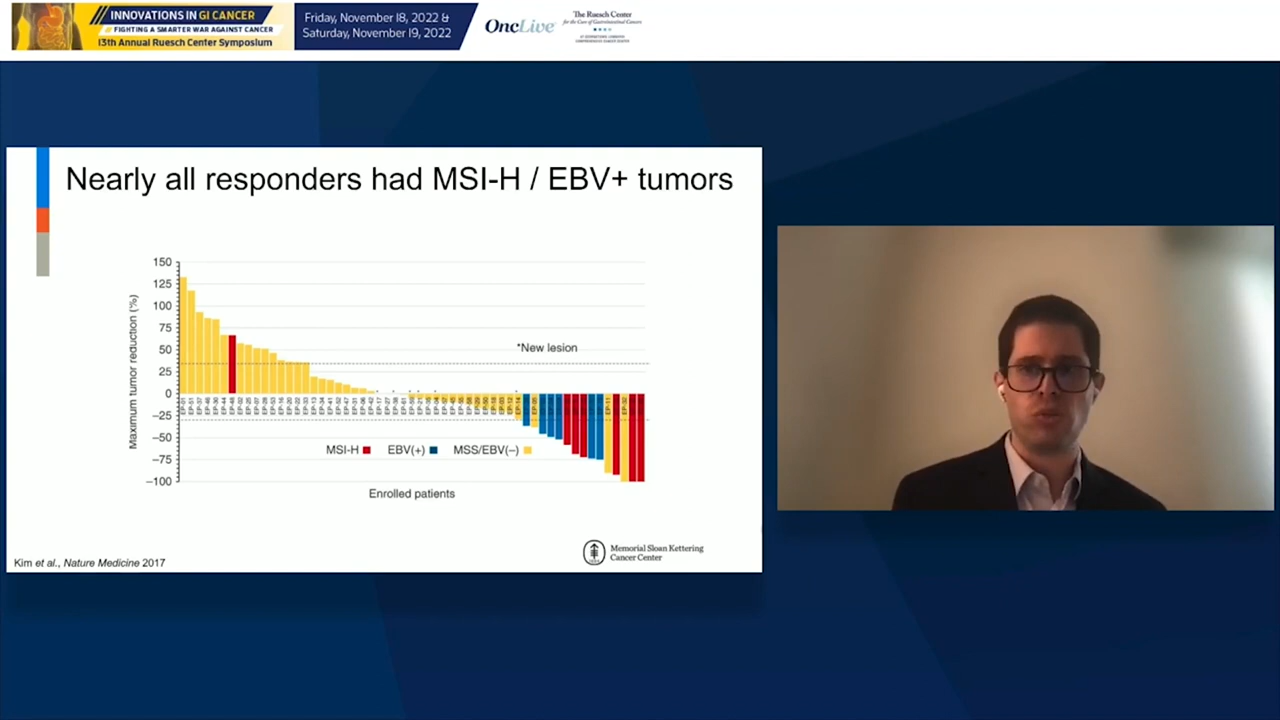 INNOVATIONS IN GI CANCER
FIGHTING A SMARTER WAR AGAINST CANCER
13th Annual Ruesch Center Symposium
Friday, November 18, 2022 &
Saturday, November 19, 2022
OncLive
The Ruesch Center
for the Cure of Gastrointestinal Cancers
Nearly all responders had MSI-H / EBV+ tumors
Maximum tumor reduction (%)
150
125
100
75
50
25
0
−25
−50
−75
−100
*New lesion
MSI-H
EBV(+)
MSS/EBV(−)
Enrolled patients
Kim et al., Nature Medicine 2017
Memorial Sloan Kettering
Cancer Center